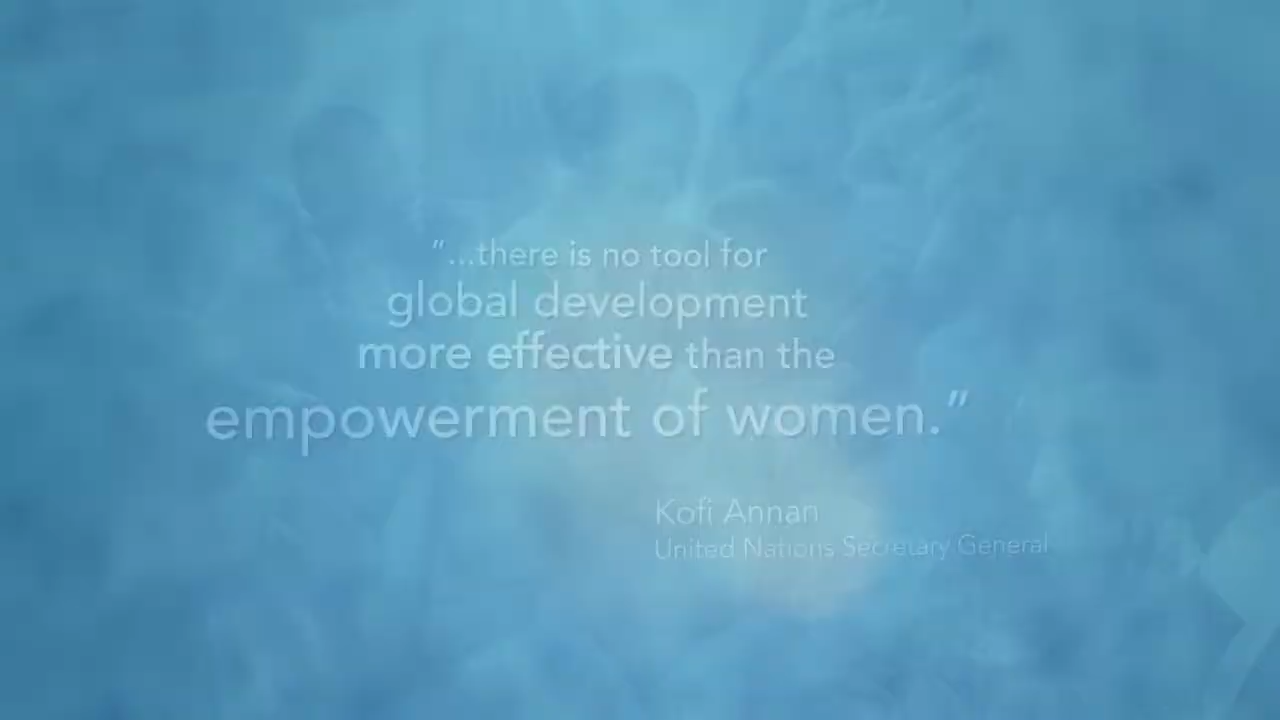 "...there is no tool for
global development
more effective than the
empowerment of women."
Kofi Annan
United Nations Secretary General